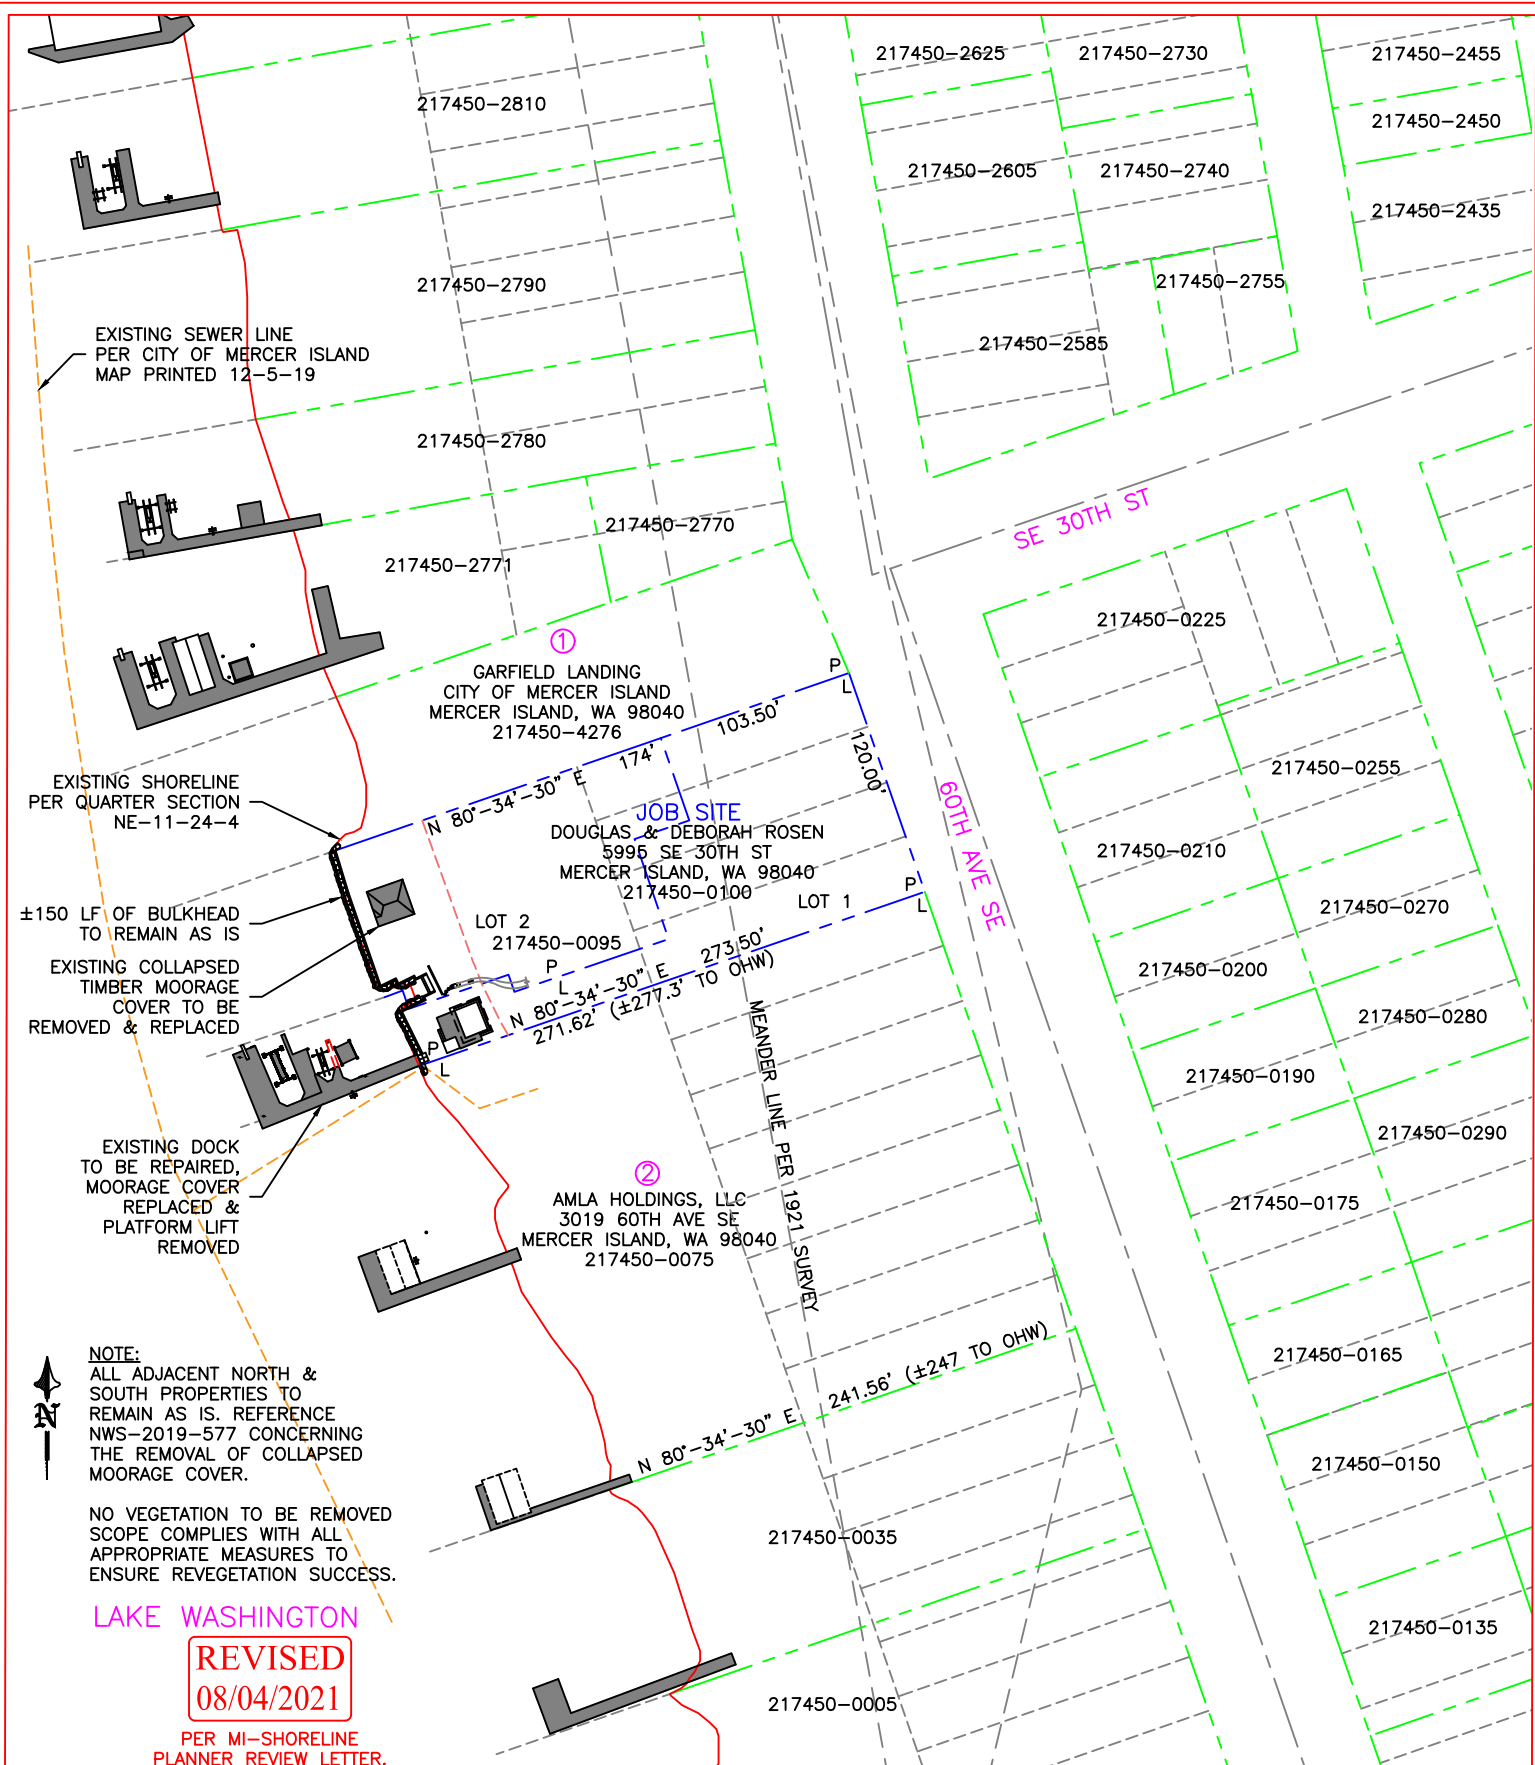 217450-2625
217450-2730
217450-2455
217450-2810
217450-2450
217450-2605
217450-2740
217450-2435
217450-2790
217450-2755
EXISTING SEWER LINE
PER CITY OF MERCER ISLAND
MAP PRINTED 12-5-19
217450-2585
217450-2780
217450-2770
SE 30TH ST
217450-2771
217450-0225
1
GARFIELD LANDING
CITY OF MERCER ISLAND
MERCER ISLAND, WA 98040
217450-4276
P
L
103.50'
174'
N 80°-34'-30" E
120.00'
EXISTING SHORELINE
PER QUARTER SECTION
NE-11-24-4
217450-0255
60TH AVE SE
JOB SITE
DOUGLAS & DEBORAH ROSEN
5995 SE 30TH ST
MERCER ISLAND, WA 98040
217450-0100
217450-0210
P
L
LOT 1
217450-0270
±150 LF OF BULKHEAD
TO REMAIN AS IS
LOT 2
217450-0095
EXISTING COLLAPSED
TIMBER MOORAGE
COVER TO BE
REMOVED & REPLACED
P
L
N 80°-34'-30" E
273.50'
271.62' (±277.3' TO OHW)
217450-0200
217450-0280
MEANDER LINE PER 1921 SURVEY
P
L
217450-0190
217450-0290
EXISTING DOCK
TO BE REPAIRED,
MOORAGE COVER
REPLACED &
PLATFORM LIFT
REMOVED
2
AMLA HOLDINGS, LLC
3019 60TH AVE SE
MERCER ISLAND, WA 98040
217450-0075
217450-0175
NOTE:
ALL ADJACENT NORTH &
SOUTH PROPERTIES TO
REMAIN AS IS. REFERENCE
NWS-2019-577 CONCERNING
THE REMOVAL OF COLLAPSED
MOORAGE COVER.
N
217450-0165
N 80°-34'-30" E
241.56' (±247 TO OHW)
217450-0150
NO VEGETATION TO BE REMOVED
SCOPE COMPLIES WITH ALL
APPROPRIATE MEASURES TO
ENSURE REVEGETATION SUCCESS.
217450-0035
LAKE WASHINGTON
217450-0135
REVISED
08/04/2021
217450-0005
PER MI-SHORELINE
PLANNER REVIEW LETTER.